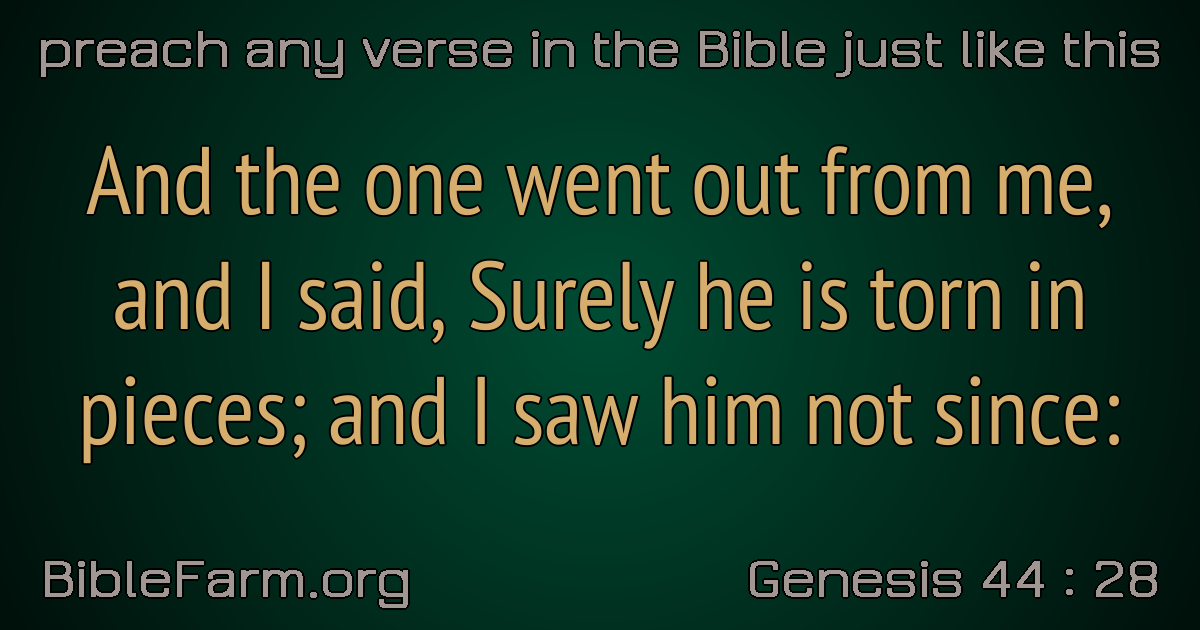 preach any verse in the Bible just like this
And the one went out from me,
and I said, Surely he is torn in
pieces; and I saw him not since:
BibleFarm.org
Genesis 44 : 28